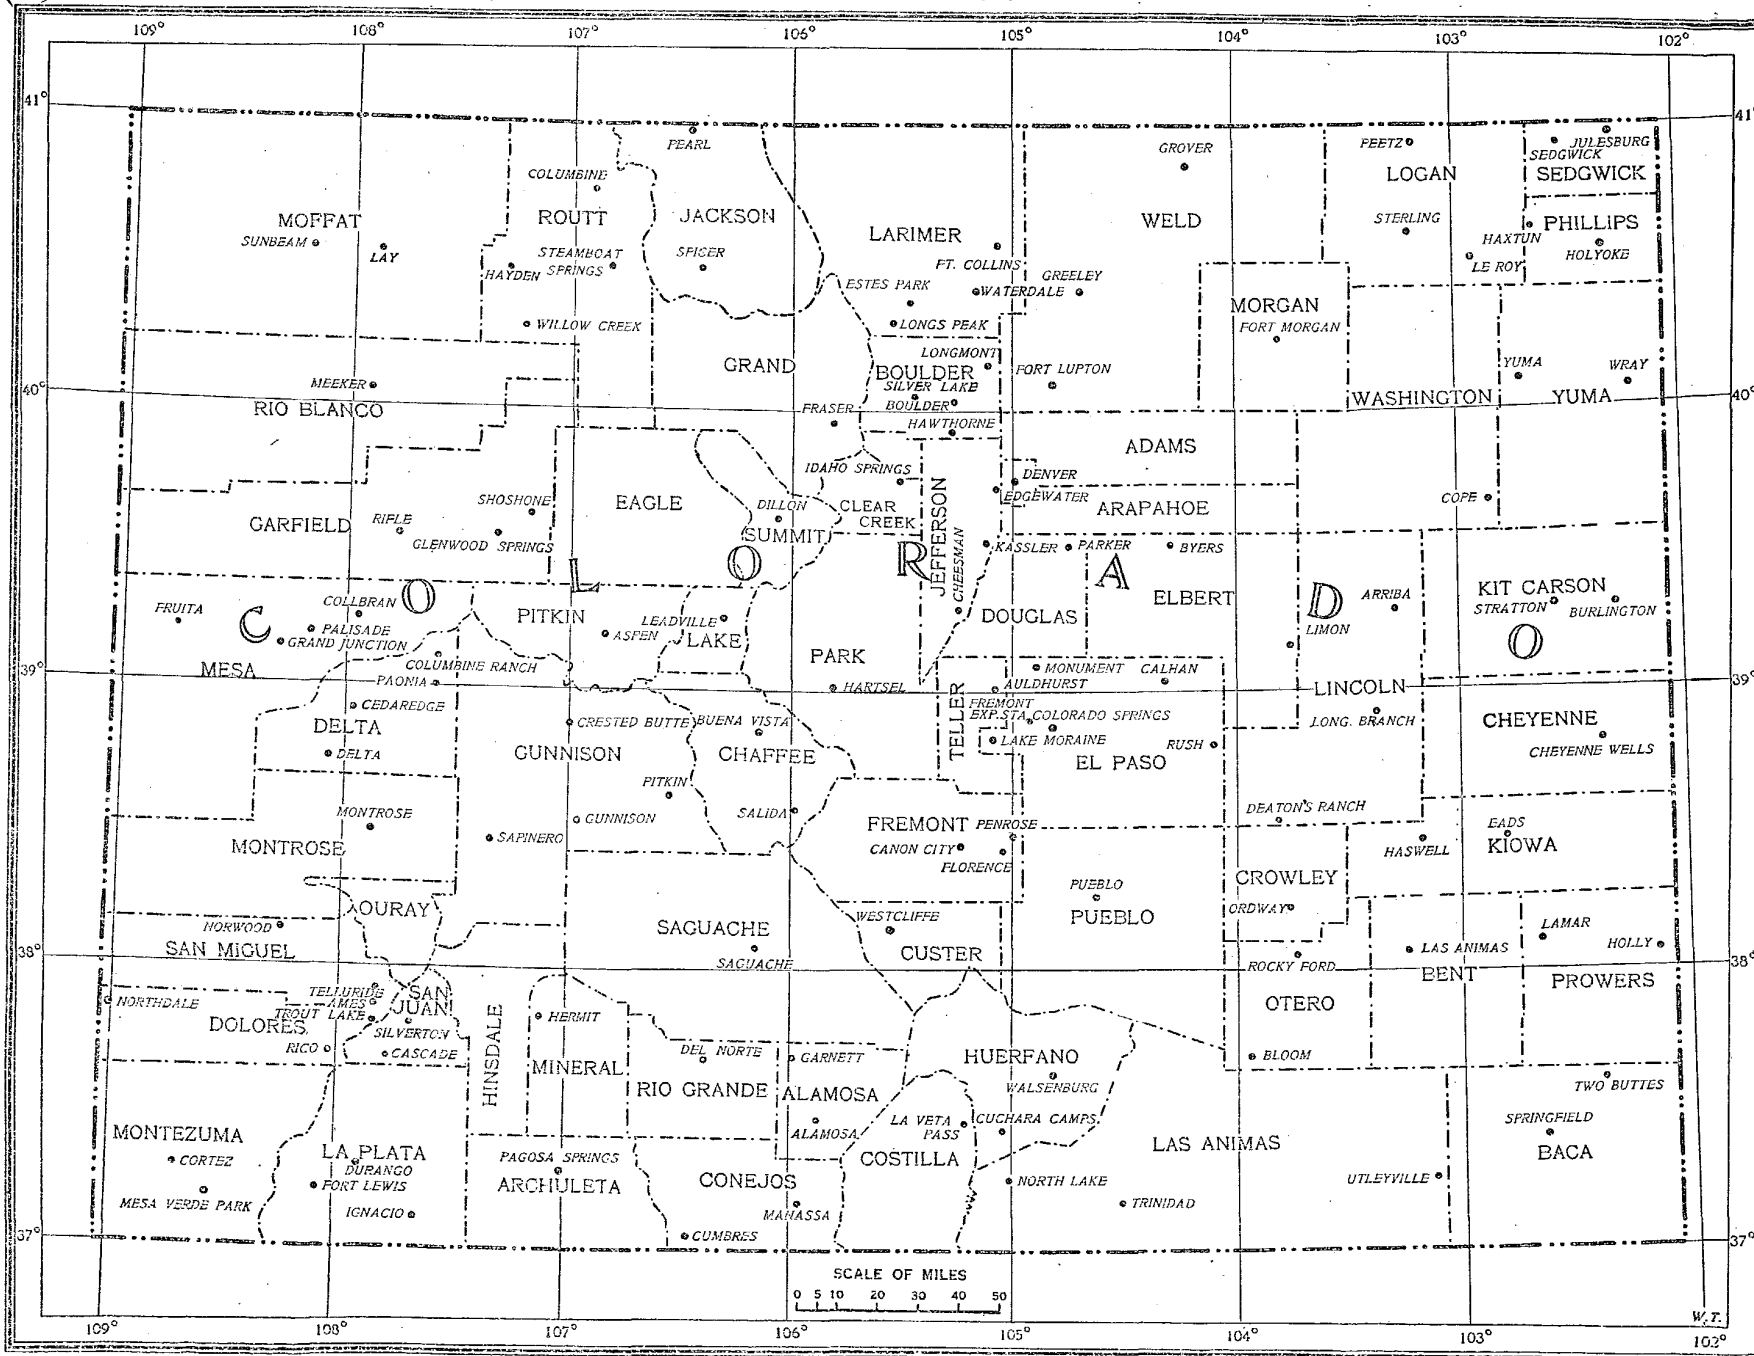 109° 108° 107° 106° 105° 104° 103° 102°
41° 41°
PEARL
GROVER
PEETZ
JULESBURG
SEDGWICK
SEDGWICK
COLUMBINE
LOGAN
MOFFAT
ROUTT
JACKSON
LARIMER
WELD
STERLING
PHILLIPS
SUNBEAM
LAY
HAYDEN
STEAMBOAT
SPRINGS
SPICER
FT. COLLINS
HAXTUN
LE ROY
HOLYOKE
ESTES PARK
WATERDALE
GREELEY
MORGAN
FORT MORGAN
WILLOW CREEK
LONGS PEAK
GRAND
LONGMONT
BOULDER
SILVER LAKE
BOULDER
FORT LUPTON
YUMA
WRAY
MEEKER
40° 40°
RIO BLANCO
FRASER
HAWTHORNE
WASHINGTON
YUMA
ADAMS
IDAHO SPRINGS
DENVER
EDGEWATER
SHOSHONE
EAGLE
DILLON
SUMMIT
CLEAR
CREEK
JEFFERSON
ARAPAHOE
COPE
GARFIELD
RIFLE
GLENWOOD SPRINGS
CHEESMAN
KASSLER
PARKER
BYERS
C O L O R A D O
FRUITA
COLLBRAN
PALISADE
GRAND JUNCTION
PITKIN
ASPEN
LEADVILLE
LAKE
DOUGLAS
ELBERT
ARRIBA
LIMON
KIT CARSON
STRATTON
BURLINGTON
MESA
COLUMBINE RANCH
PAONIA
PARK
HARTSEL
MONUMENT
CALHAN
39° 39°
AULDHURST
LINCOLN
CEDAREDGE
DELTA
DELTA
CRESTED BUTTE
BUENA VISTA
TELLER
FREMONT
EXP.STA.
COLORADO SPRINGS
LONG BRANCH
CHEYENNE
CHEYENNE WELLS
GUNNISON
CHAFFEE
LAKE MORAINE
RUSH
EL PASO
PITKIN
MONTROSE
GUNNISON
SALIDA
DEATON'S RANCH
SAPINERO
FREMONT
PENROSE
EADS
MONTROSE
CANON CITY
FLORENCE
HASWELL
KIOWA
CROWLEY
PUEBLO
OURAY
ORDWAY
NORWOOD
SAGUACHE
WESTCLIFFE
PUEBLO
LAMAR
SAN MIGUEL
SAGUACHE
CUSTER
LAS ANIMAS
HOLLY
38° 38°
ROCKY FORD
BENT
PROWERS
NORTHDALE
TELLURIDE
AMES
TROUT LAKE
SAN
JUAN
OTERO
DOLORES
SILVERTON
HINSDALE
HERMIT
RICO
CASCADE
DEL NORTE
GARNETT
HUERFANO
BLOOM
MINERAL
RIO GRANDE
ALAMOSA
WALSENBURG
TWO BUTTES
MONTEZUMA
ALAMOSA
LA VETA
PASS
CUCHARA CAMPS
SPRINGFIELD
CORTEZ
LA PLATA
DURANGO
FORT LEWIS
PAGOSA SPRINGS
ARCHULETA
CONEJOS
COSTILLA
LAS ANIMAS
BACA
MESA VERDE PARK
IGNACIO
MANASSA
NORTH LAKE
TRINIDAD
UTLEYVILLE
CUMBRES
37° 37°
SCALE OF MILES
0 5 10 20 30 40 50
W.T.
109° 108° 107° 106° 105° 104° 103° 102°